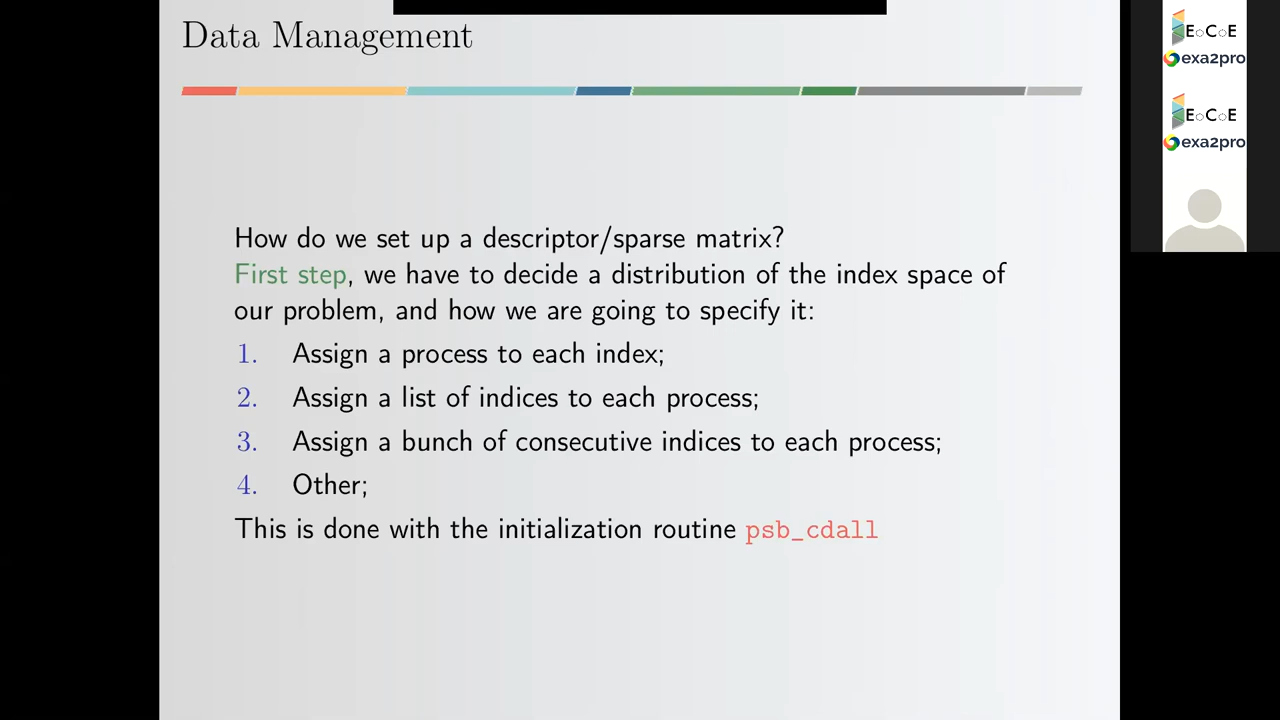 Data Management
How do we set up a descriptor/sparse matrix?
First step, we have to decide a distribution of the index space of
our problem, and how we are going to specify it:
1. Assign a process to each index;
2. Assign a list of indices to each process;
3. Assign a bunch of consecutive indices to each process;
4. Other;
This is done with the initialization routine psb_cdall
EoCoE
exa2pro
EoCoE
exa2pro